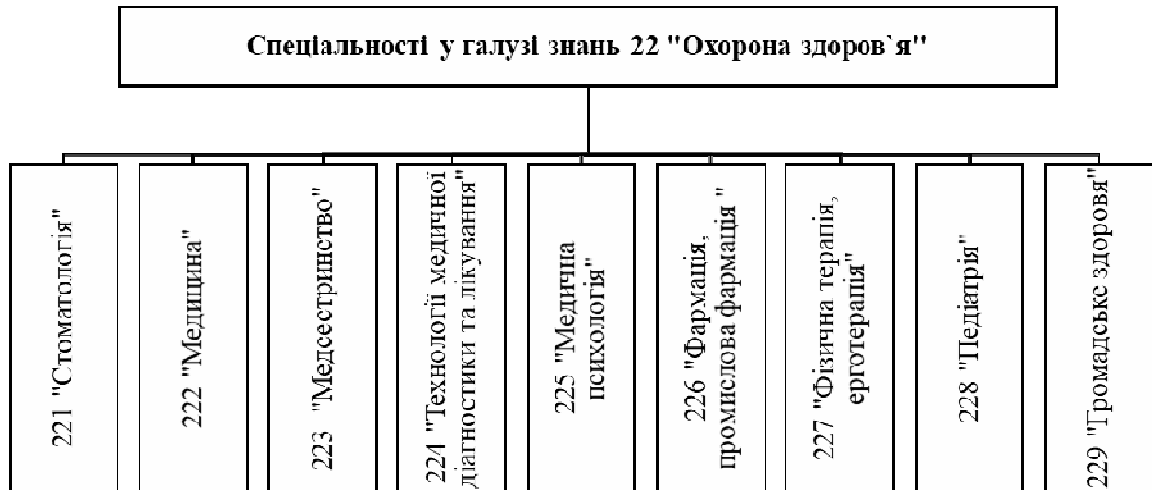 Спеціальності у галузі знань 22 "Охорона здоров`я"
221 "Стоматологія"
222 "Медицина"
223 "Медсестринство"
224 "Технології медичної
діагностики та лікування"
225 "Медична
психологія"
226 "Фармація,
промислова фармація "
227 "Фізична терапія,
ерготерапія"
228 "Педіатрія"
229 "Громадське здоровя"